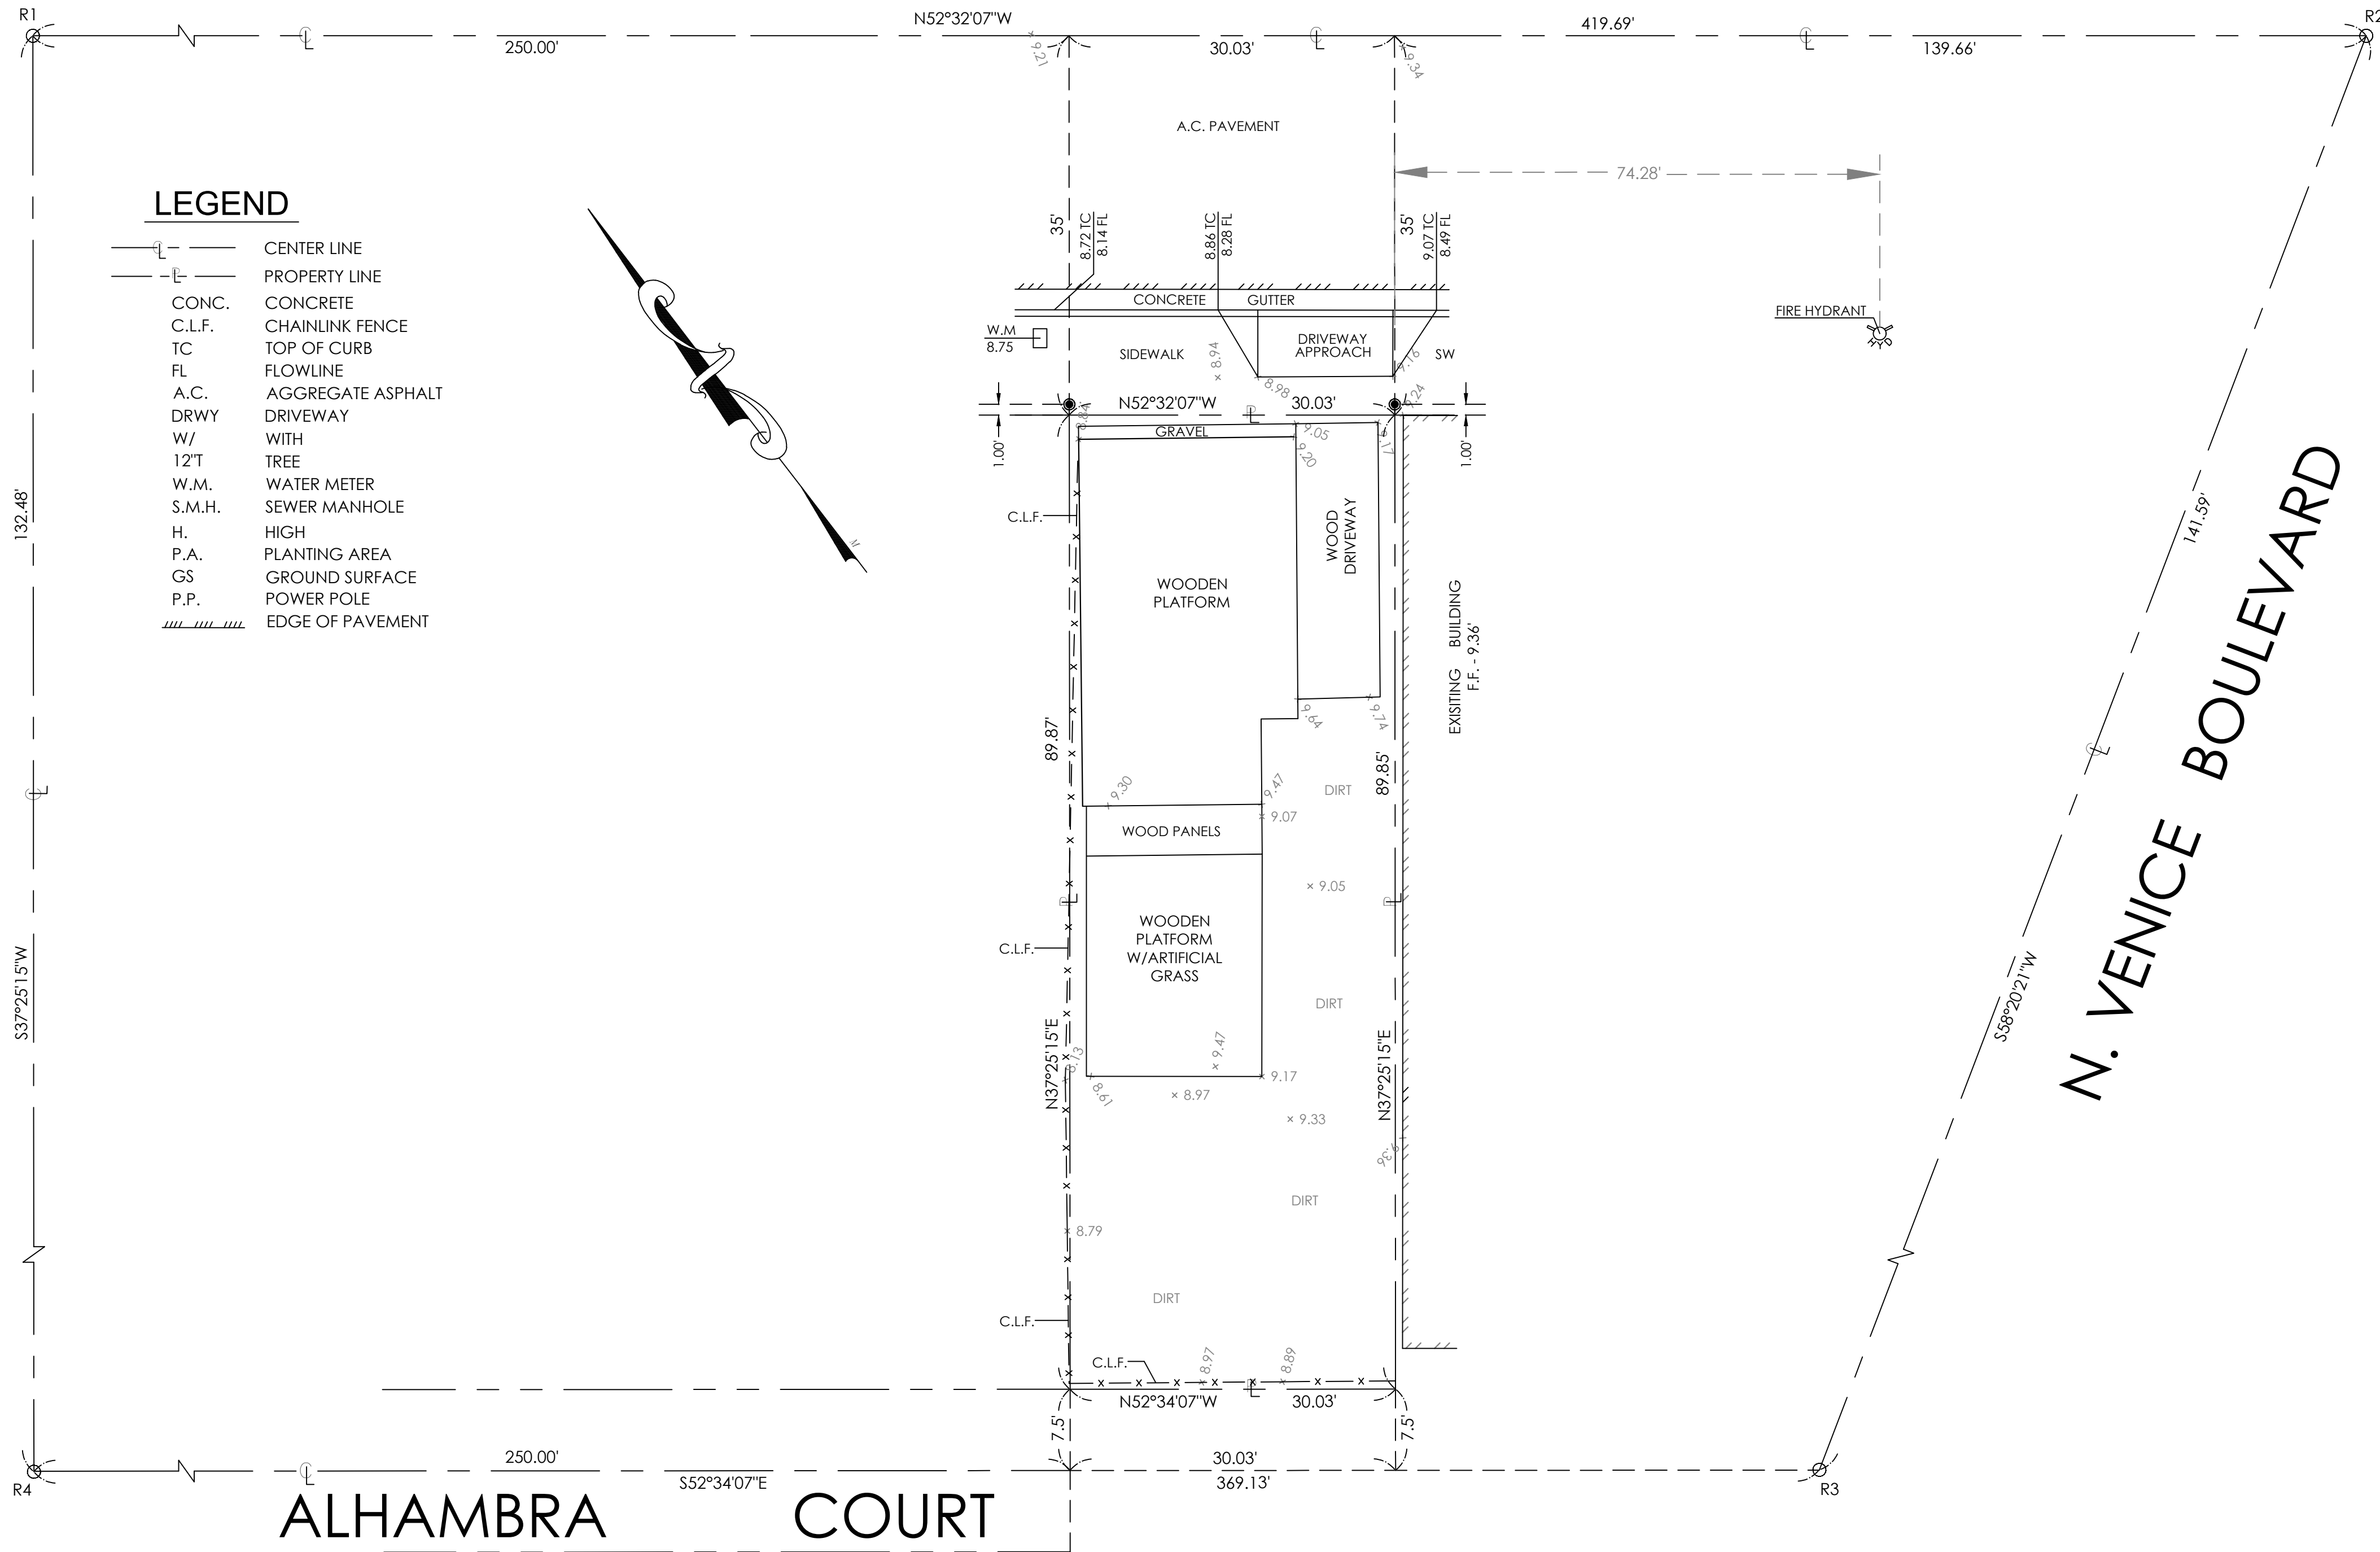 R1
N52°32'07"W
419.69'
R2
250.00'
30.03'
139.66'
9.21
9.34
A.C. PAVEMENT
74.28'
LEGEND
CENTER LINE
PROPERTY LINE
CONC. CONCRETE
C.L.F. CHAINLINK FENCE
TC TOP OF CURB
FL FLOWLINE
A.C. AGGREGATE ASPHALT
DRWY DRIVEWAY
W/ WITH
12"T TREE
W.M. WATER METER
S.M.H. SEWER MANHOLE
H. HIGH
P.A. PLANTING AREA
GS GROUND SURFACE
P.P. POWER POLE
EDGE OF PAVEMENT
35'
8.72 TC
8.14 FL
8.86 TC
8.28 FL
35'
9.07 TC
8.49 FL
CONCRETE GUTTER
FIRE HYDRANT
HYD
W.M
8.75
SIDEWALK
8.94
DRIVEWAY
APPROACH
9.16
SW
8.98
9.24
N52°32'07"W 30.03'
1.00'
1.00'
8.84
GRAVEL
9.05
9.20
9.17
C.L.F.
WOODEN
PLATFORM
WOOD
DRIVEWAY
EXISITING BUILDING
F.F. - 9.36'
132.48'
141.59'
N. VENICE BOULEVARD
9.64
9.74
89.87'
89.85'
9.30
9.47
DIRT
9.07
WOOD PANELS
9.05
WOODEN
PLATFORM
W/ARTIFICIAL
GRASS
C.L.F.
DIRT
S37°25'15"W
N37°25'15"E
N37°25'15"E
S58°20'21"W
8.73
9.47
8.61
9.17
8.97
9.33
9.36
DIRT
8.79
DIRT
C.L.F.
C.L.F.
8.97
8.89
N52°34'07"W 30.03'
7.5'
7.5'
250.00'
30.03'
R4
S52°34'07"E
369.13'
R3
ALHAMBRA COURT